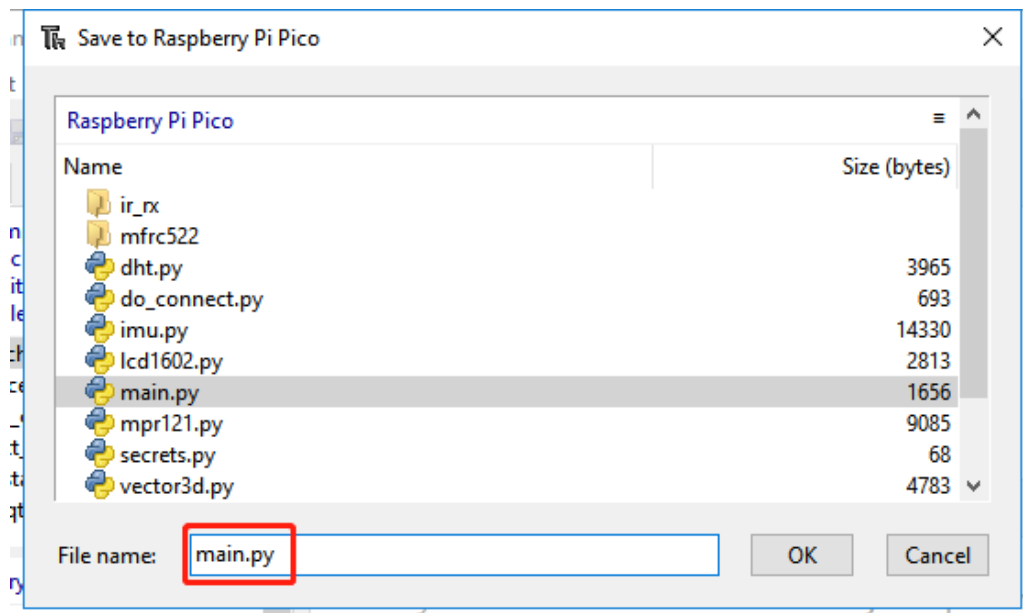 Save to Raspberry Pi Pico
Raspberry Pi Pico
Name Size (bytes)
ir_rx
mfrc522
dht.py 3965
do_connect.py 693
imu.py 14330
lcd1602.py 2813
main.py 1656
mpr121.py 9085
secrets.py 68
vector3d.py 4783
File name: main.py OK Cancel